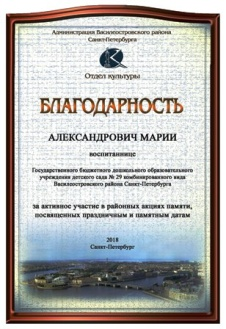 Администрация Василеостровского района
Санкт-Петербурга
Отдел культуры
БЛАГОДАРНОСТЬ
АЛЕКСАНДРОВИЧ МАРИИ
воспитаннице
Государственного бюджетного дошкольного образовательного
учреждения детского сада № 29 комбинированного вида
Василеостровского района Санкт-Петербурга
за активное участие в районных акциях памяти,
посвященных праздничным и памятным датам
2018
Санкт-Петербург